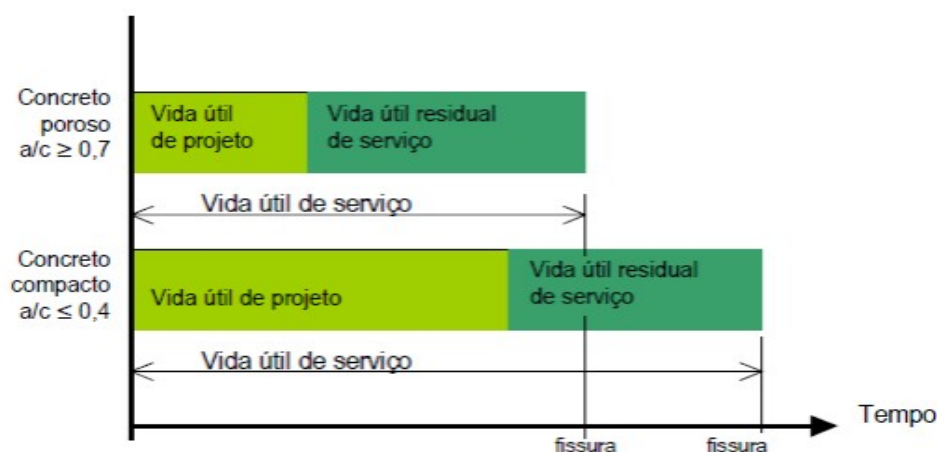 Concreto
poroso
a/c ≥ 0,7
Vida útil
de projeto
Vida útil residual
de serviço
Vida útil de serviço
Concreto
compacto
a/c ≤ 0,4
Vida útil de projeto
Vida útil residual
de serviço
Vida útil de serviço
Tempo
fissura
fissura